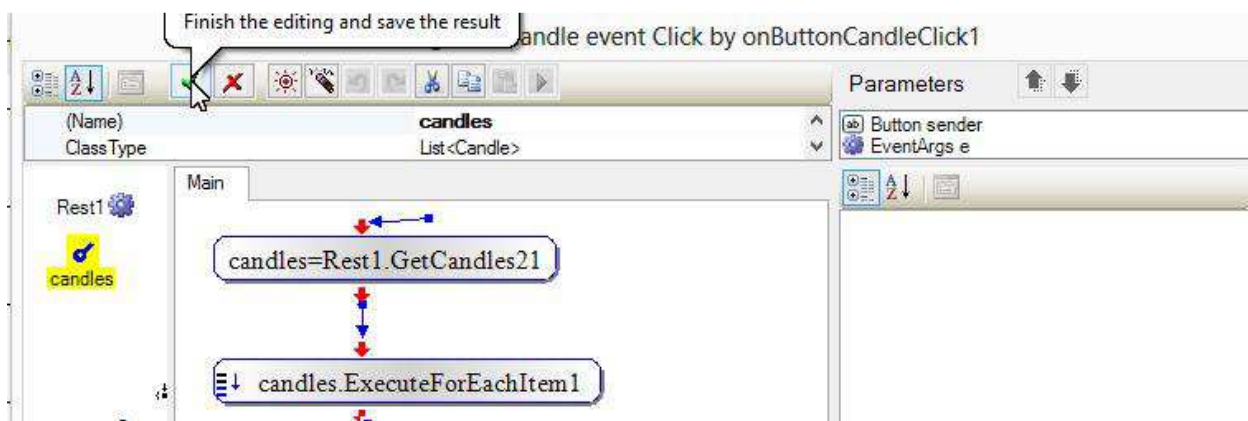 Finish the editing and save the result
andle event Click by onButtonCandleClick1
Parameters
(Name) candles
ClassType List<Candle>
Button sender
EventArgs e
Main
Rest1
candles
candles=Rest1.GetCandles21
candles.ExecuteForEachItem1